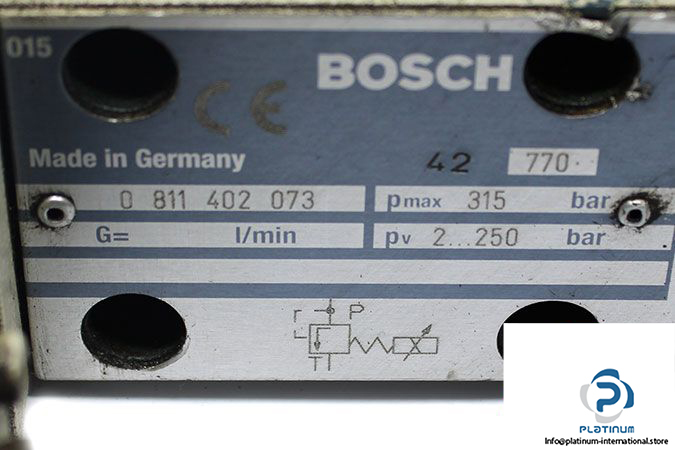 015
BOSCH
CE
Made in Germany
42 770
0 811 402 073
pmax 315 bar
G= l/min
pv 2...250 bar
P
T
PLATINUM
Info@platinum-international.store